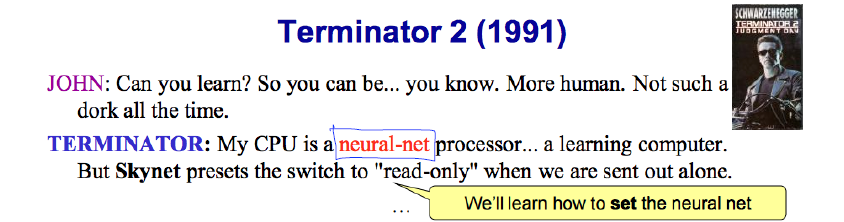 Terminator 2 (1991)
SCHWARZENEGGER
TERMINATOR 2
JUDGMENT DAY
JOHN: Can you learn? So you can be... you know. More human. Not such a
dork all the time.
TERMINATOR: My CPU is a neural-net processor... a learning computer.
But Skynet presets the switch to "read-only" when we are sent out alone.
...
We'll learn how to set the neural net